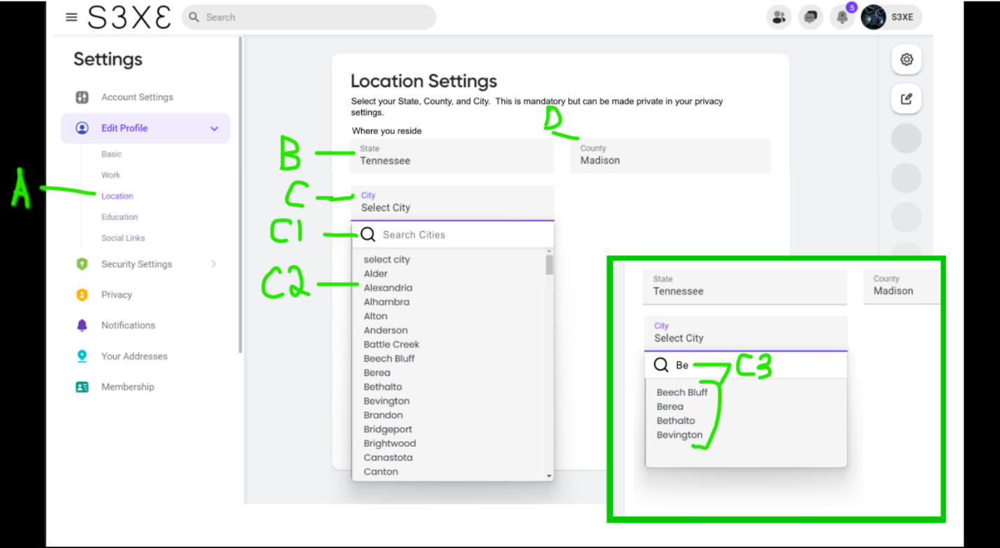 S3XE
Search
5
S3XE
Settings
Account Settings
Edit Profile
Basic
Work
Location
Education
Social Links
Security Settings
Privacy
Notifications
Your Addresses
Membership
A
Location Settings
Select your State, County, and City. This is mandatory but can be made private in your privacy
settings.
Where you reside
B
State
Tennessee
D
County
Madison
C
City
Select City
C1
Search Cities
C2
select city
Alder
Alexandria
Alhambra
Alton
Anderson
Battle Creek
Beech Bluff
Berea
Bethalto
Bevington
Brandon
Bridgeport
Brightwood
Canastota
Canton
State
Tennessee
County
Madison
City
Select City
Be
C3
Beech Bluff
Berea
Bethalto
Bevington